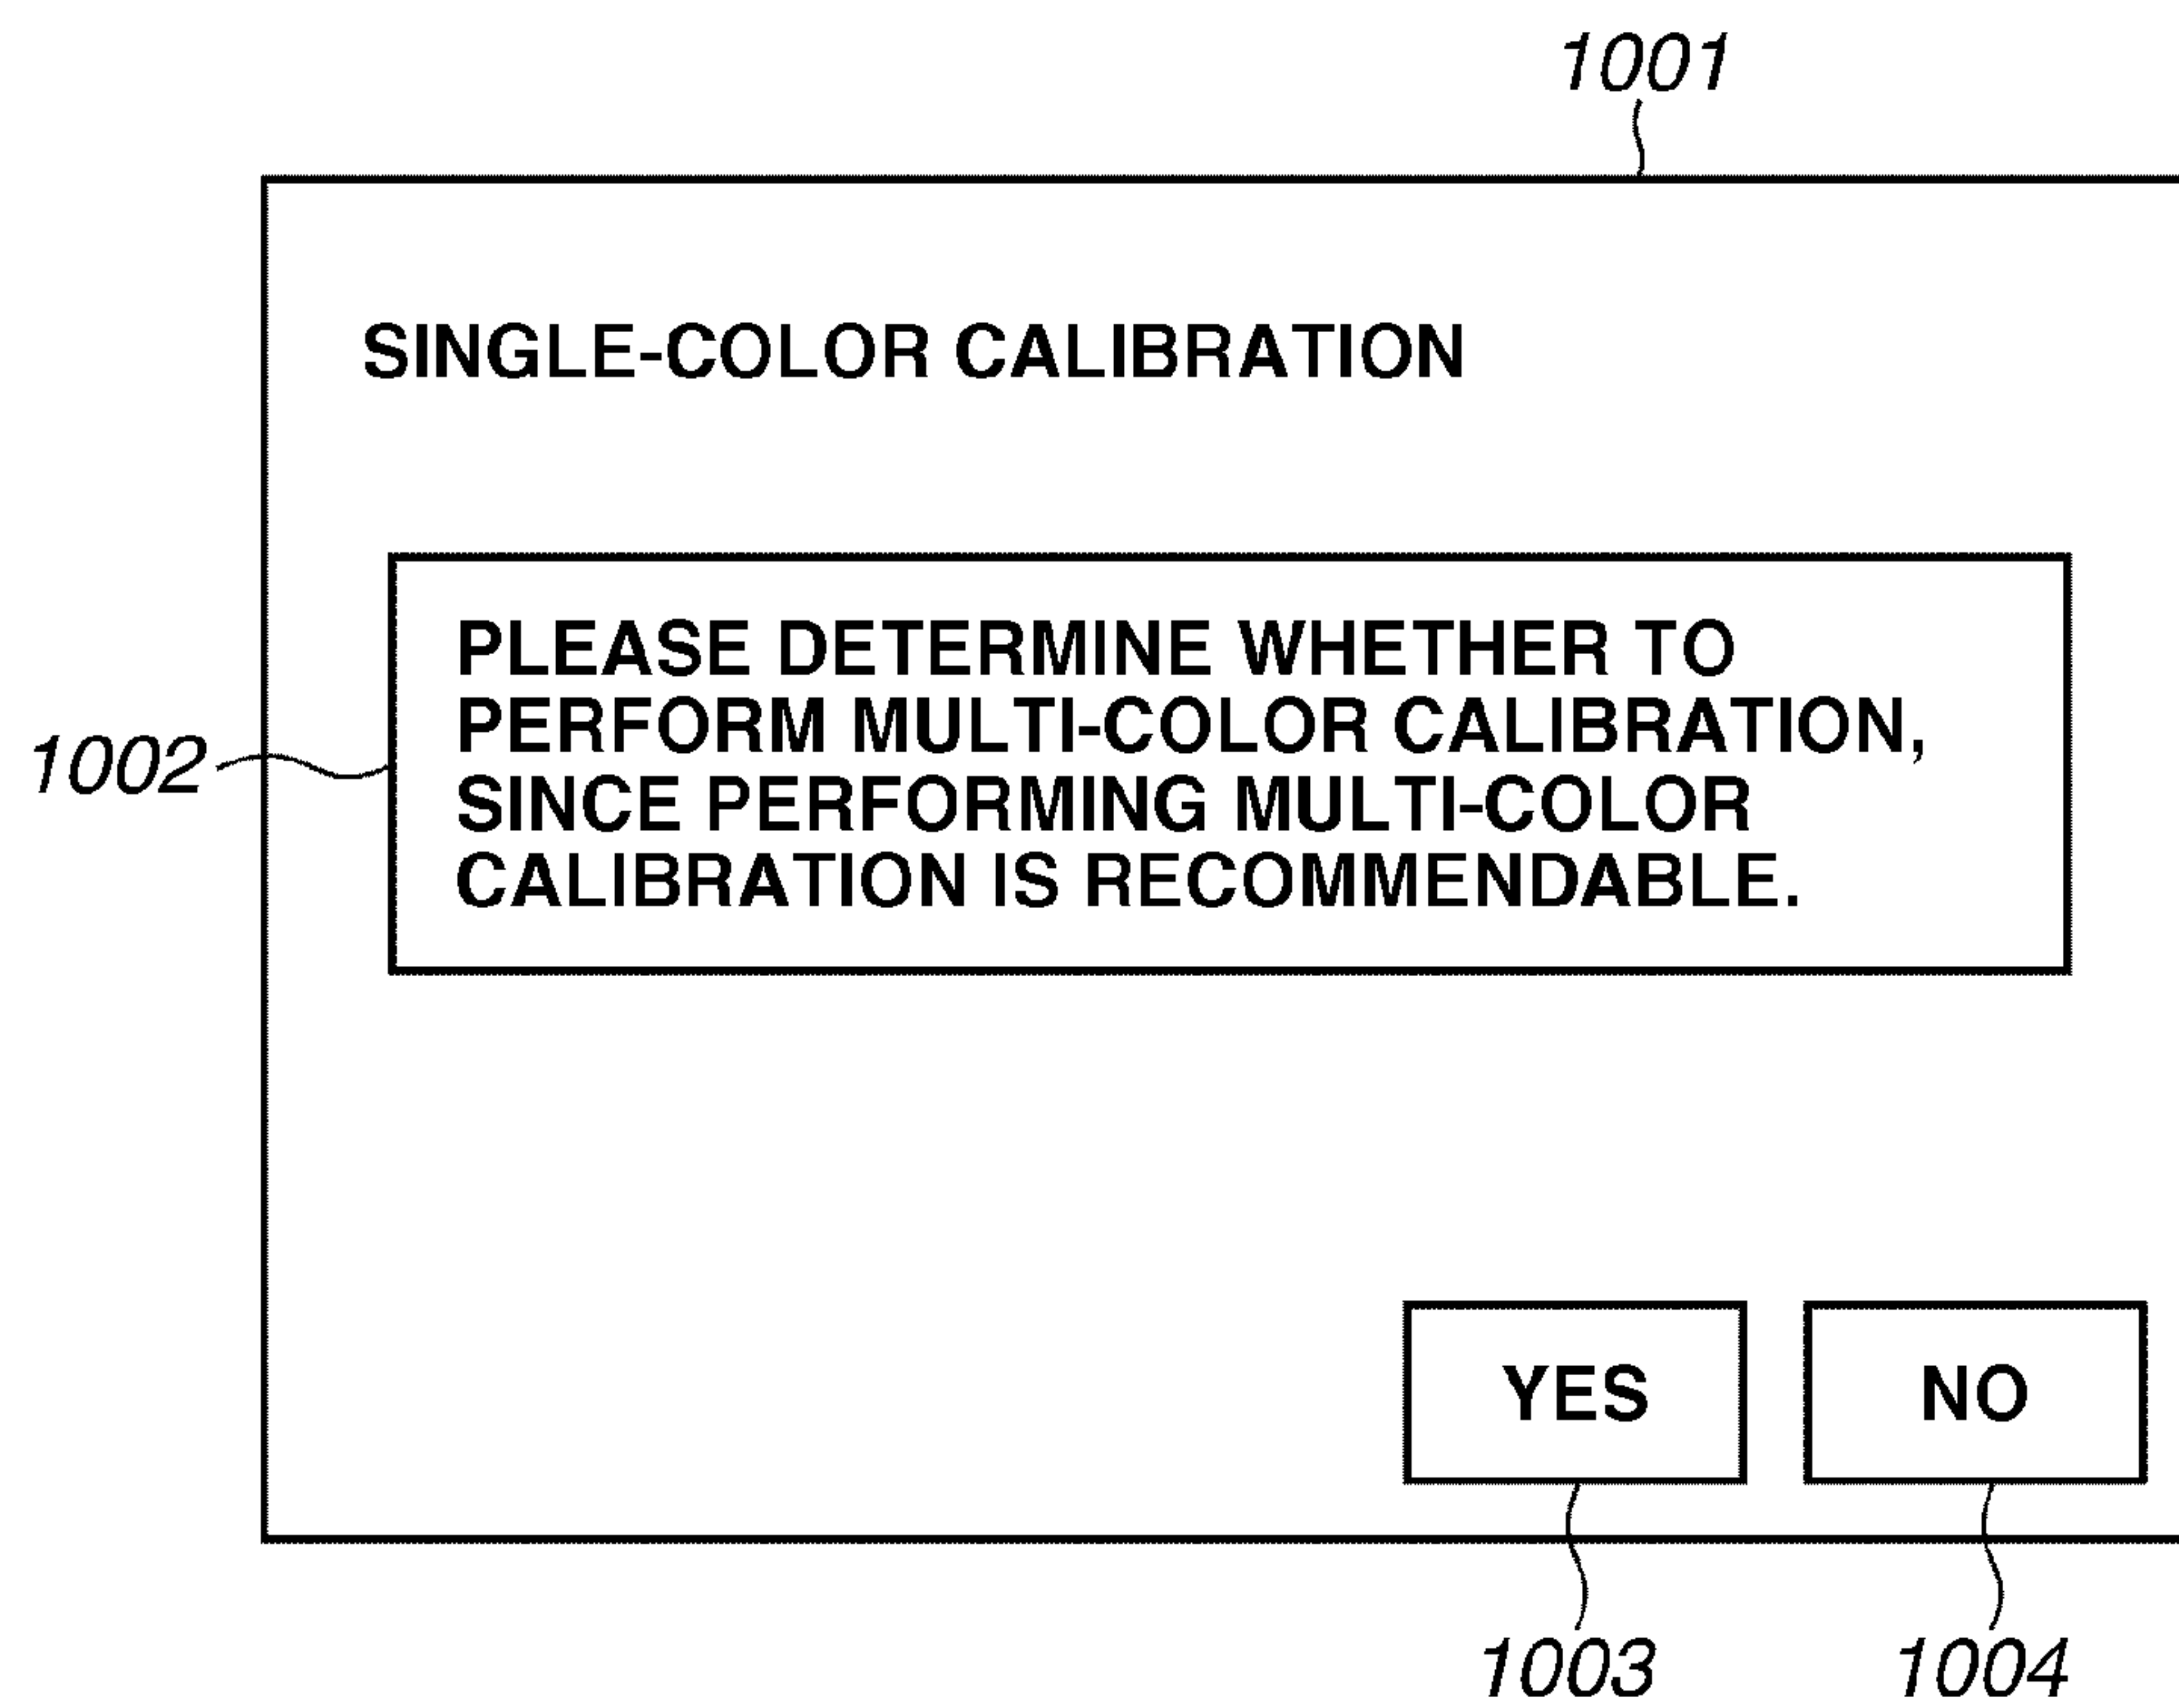 1001
SINGLE-COLOR CALIBRATION
PLEASE DETERMINE WHETHER TO
PERFORM MULTI-COLOR CALIBRATION,
SINCE PERFORMING MULTI-COLOR
CALIBRATION IS RECOMMENDABLE.
1002
YES
NO
1003
1004